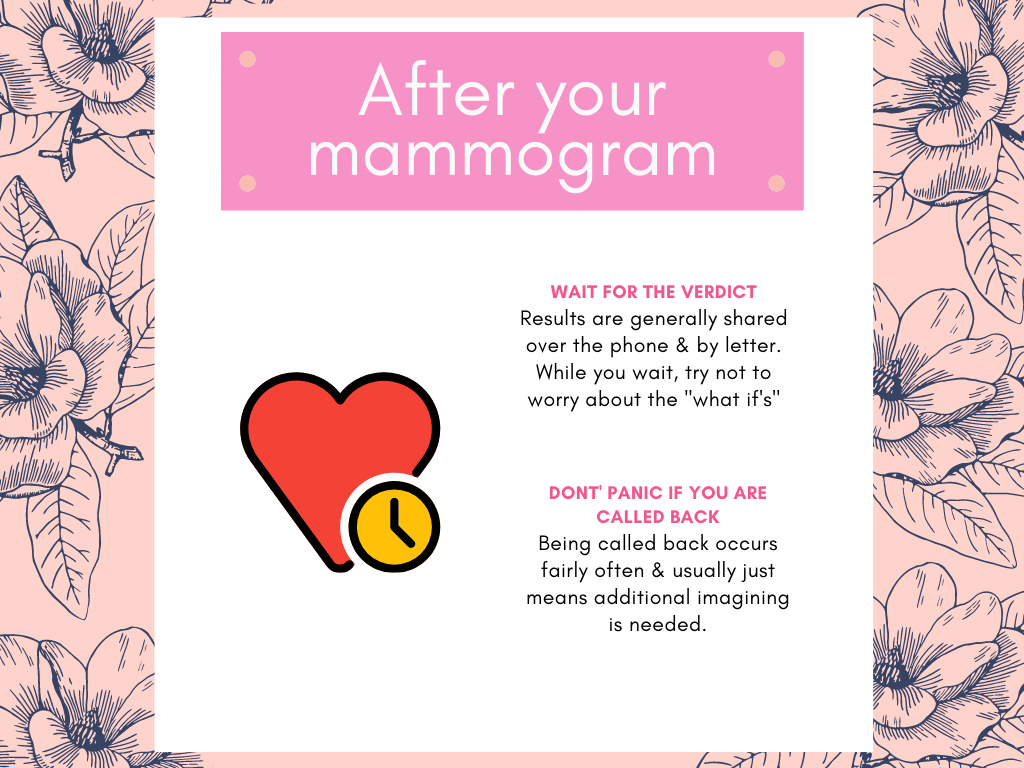 After your
mammogram
WAIT FOR THE VERDICT
Results are generally shared
over the phone & by letter.
While you wait, try not to
worry about the "what if's"
DONT' PANIC IF YOU ARE
CALLED BACK
Being called back occurs
fairly often & usually just
means additional imagining
is needed.